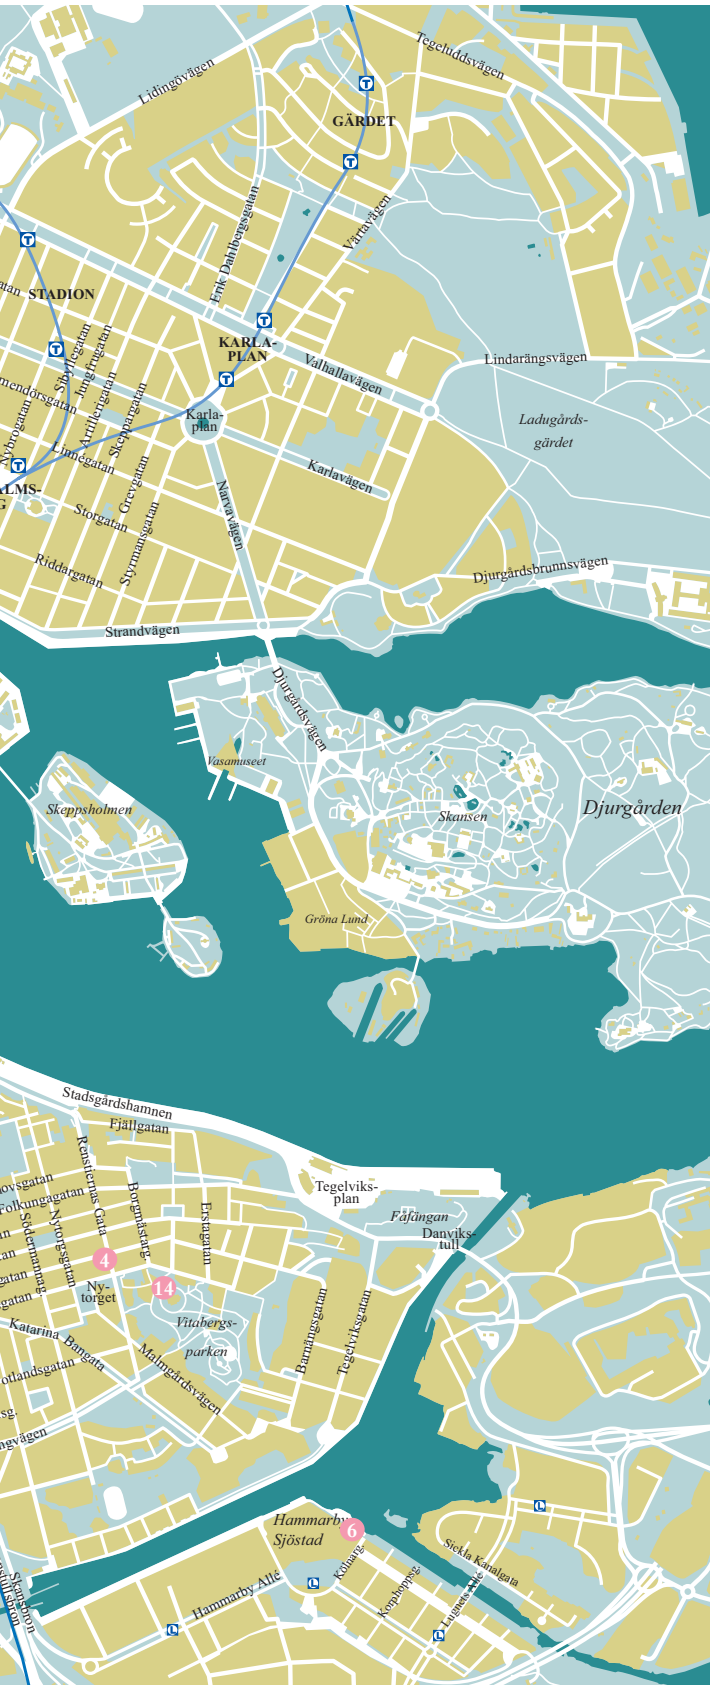 Tegeluddsvägen
Lidingövägen
T
GÄRDET
T
Erik Dahlbergsgatan
Värtavägen
T
STADION
T
KARLA-
PLAN
T
T
Valhallavägen
Lindarängsvägen
Sibyllegatan
Jungfrugatan
Artillerigatan
Skeppargatan
Nybrogatan
Linnégatan
Karla-
plan
Ladugårds-
gärdet
T
Karlavägen
Grevgatan
Styrmansgatan
Storgatan
Narvavägen
Riddargatan
Djurgårdsbrunnsvägen
Strandvägen
Djurgårdsvägen
Vasamuseet
Skeppsholmen
Skansen
Djurgården
Gröna Lund
Stadsgårdshamnen
Fjällgatan
Renstiernas Gata
Borgmästarg.
Erstagatan
Folkungagatan
Södermannag.
Nytorgsgatan
Tegelviks-
plan
Fåfängan
Danviks-
tull
4
14
Ny-
torget
Vitabergs-
parken
Barnängsgatan
Tegelviksgatan
Katarina Bangata
Malmgårdsvägen
Hammarby
Sjöstad
6
L
Sickla Kanalgata
Kölnag.
Korphoppsg.
Lugnets Allé
L
Hammarby Allé
L
L
Skansbron